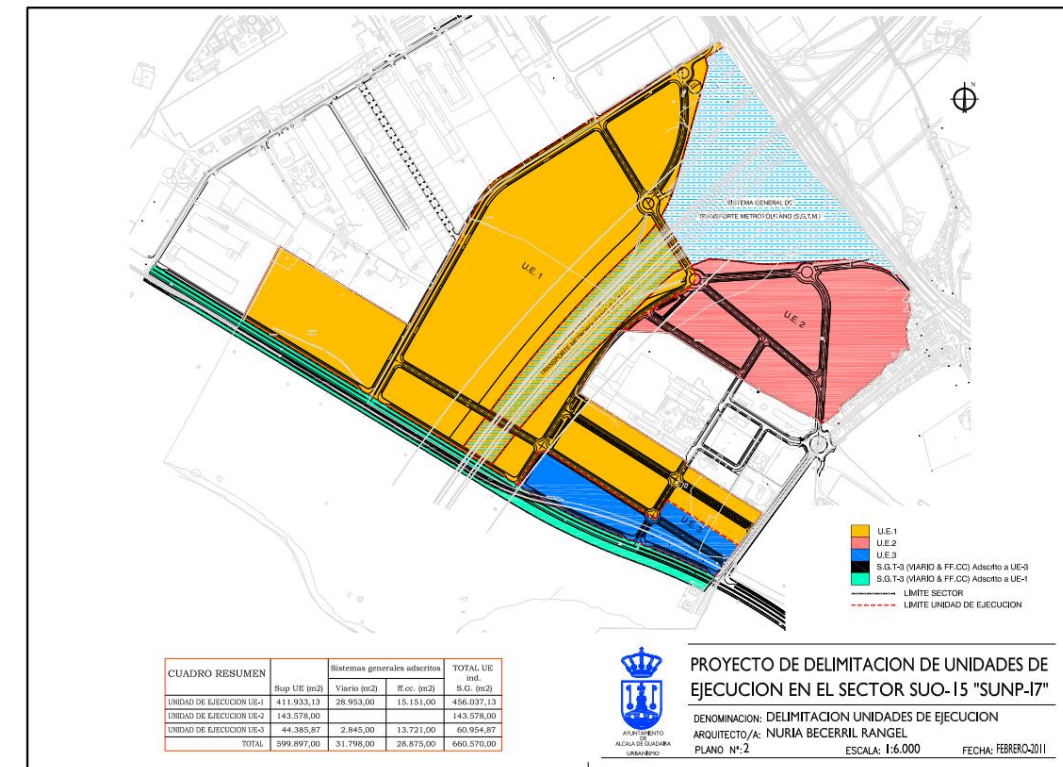 N
SISTEMA GENERAL DE
TRANSPORTE METROPOLITANO (S.G.T.M.)
U.E.1
U.E.2
U.E.3
U.E.1
U.E.2
U.E.3
S.G.T-3 (VIARIO & FF.CC) Adscrito a UE-3
S.G.T-3 (VIARIO & FF.CC) Adscrito a UE-1
LÍMITE SECTOR
LIMITE UNIDAD DE EJECUCION
CUADRO RESUMEN Sup UE (m2) Sistemas generales adscritos Viario (m2) ff.cc. (m2) TOTAL UE ind. S.G. (m2)
UNIDAD DE EJECUCION UE-1 411.933,13 28.953,00 15.151,00 456.037,13
UNIDAD DE EJECUCION UE-2 143.578,00 143.578,00
UNIDAD DE EJECUCION UE-3 44.385,87 2.845,00 13.721,00 60.954,87
TOTAL 599.897,00 31.798,00 28.875,00 660.570,00
AYUNTAMIENTO
DE
ALCALA DE GUADAIRA
URBANISMO
PROYECTO DE DELIMITACION DE UNIDADES DE
EJECUCION EN EL SECTOR SUO-15 "SUNP-I7"
DENOMINACION: DELIMITACION UNIDADES DE EJECUCION
ARQUITECTO/A: NURIA BECERRIL RANGEL
PLANO Nº:2 ESCALA: 1:6.000 FECHA: FEBRERO-2011